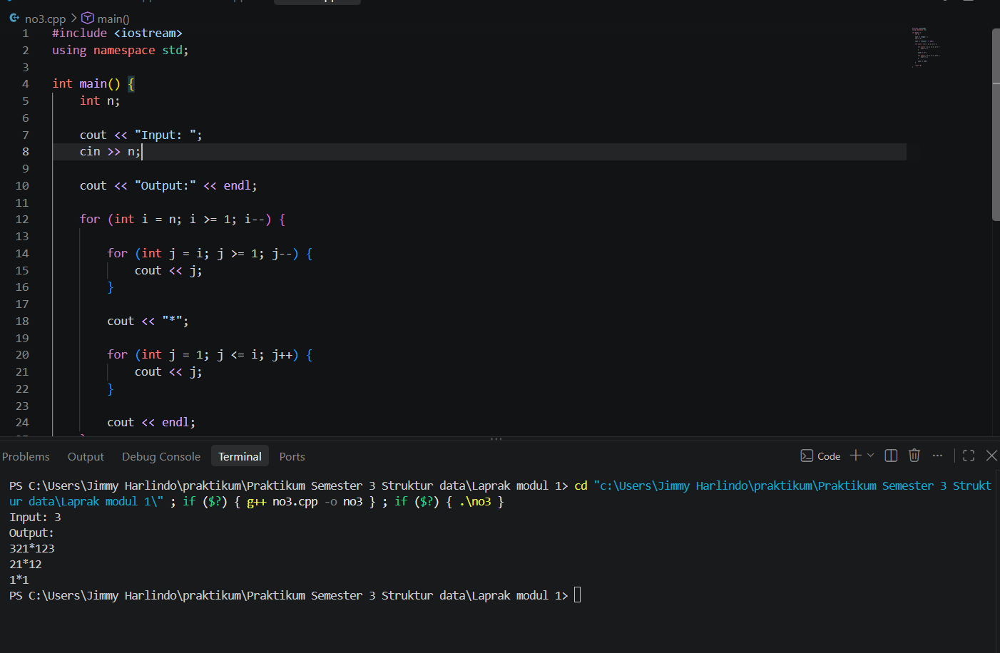 no3.cpp > main()
1 #include <iostream>
2 using namespace std;
3
4 int main() {
5 int n;
6
7 cout << "Input: ";
8 cin >> n;
9
10 cout << "Output:" << endl;
11
12 for (int i = n; i >= 1; i--) {
13
14 for (int j = i; j >= 1; j--) {
15 cout << j;
16 }
17
18 cout << "*";
19
20 for (int j = 1; j <= i; j++) {
21 cout << j;
22 }
23
24 cout << endl;
Problems Output Debug Console Terminal Ports Code
PS C:\Users\Jimmy Harlindo\praktikum\Praktikum Semester 3 Struktur data\Laprak modul 1> cd "c:\Users\Jimmy Harlindo\praktikum\Praktikum Semester 3 Strukt
ur data\Laprak modul 1\" ; if ($?) { g++ no3.cpp -o no3 } ; if ($?) { .\no3 }
Input: 3
Output:
321*123
21*12
1*1
PS C:\Users\Jimmy Harlindo\praktikum\Praktikum Semester 3 Struktur data\Laprak modul 1>